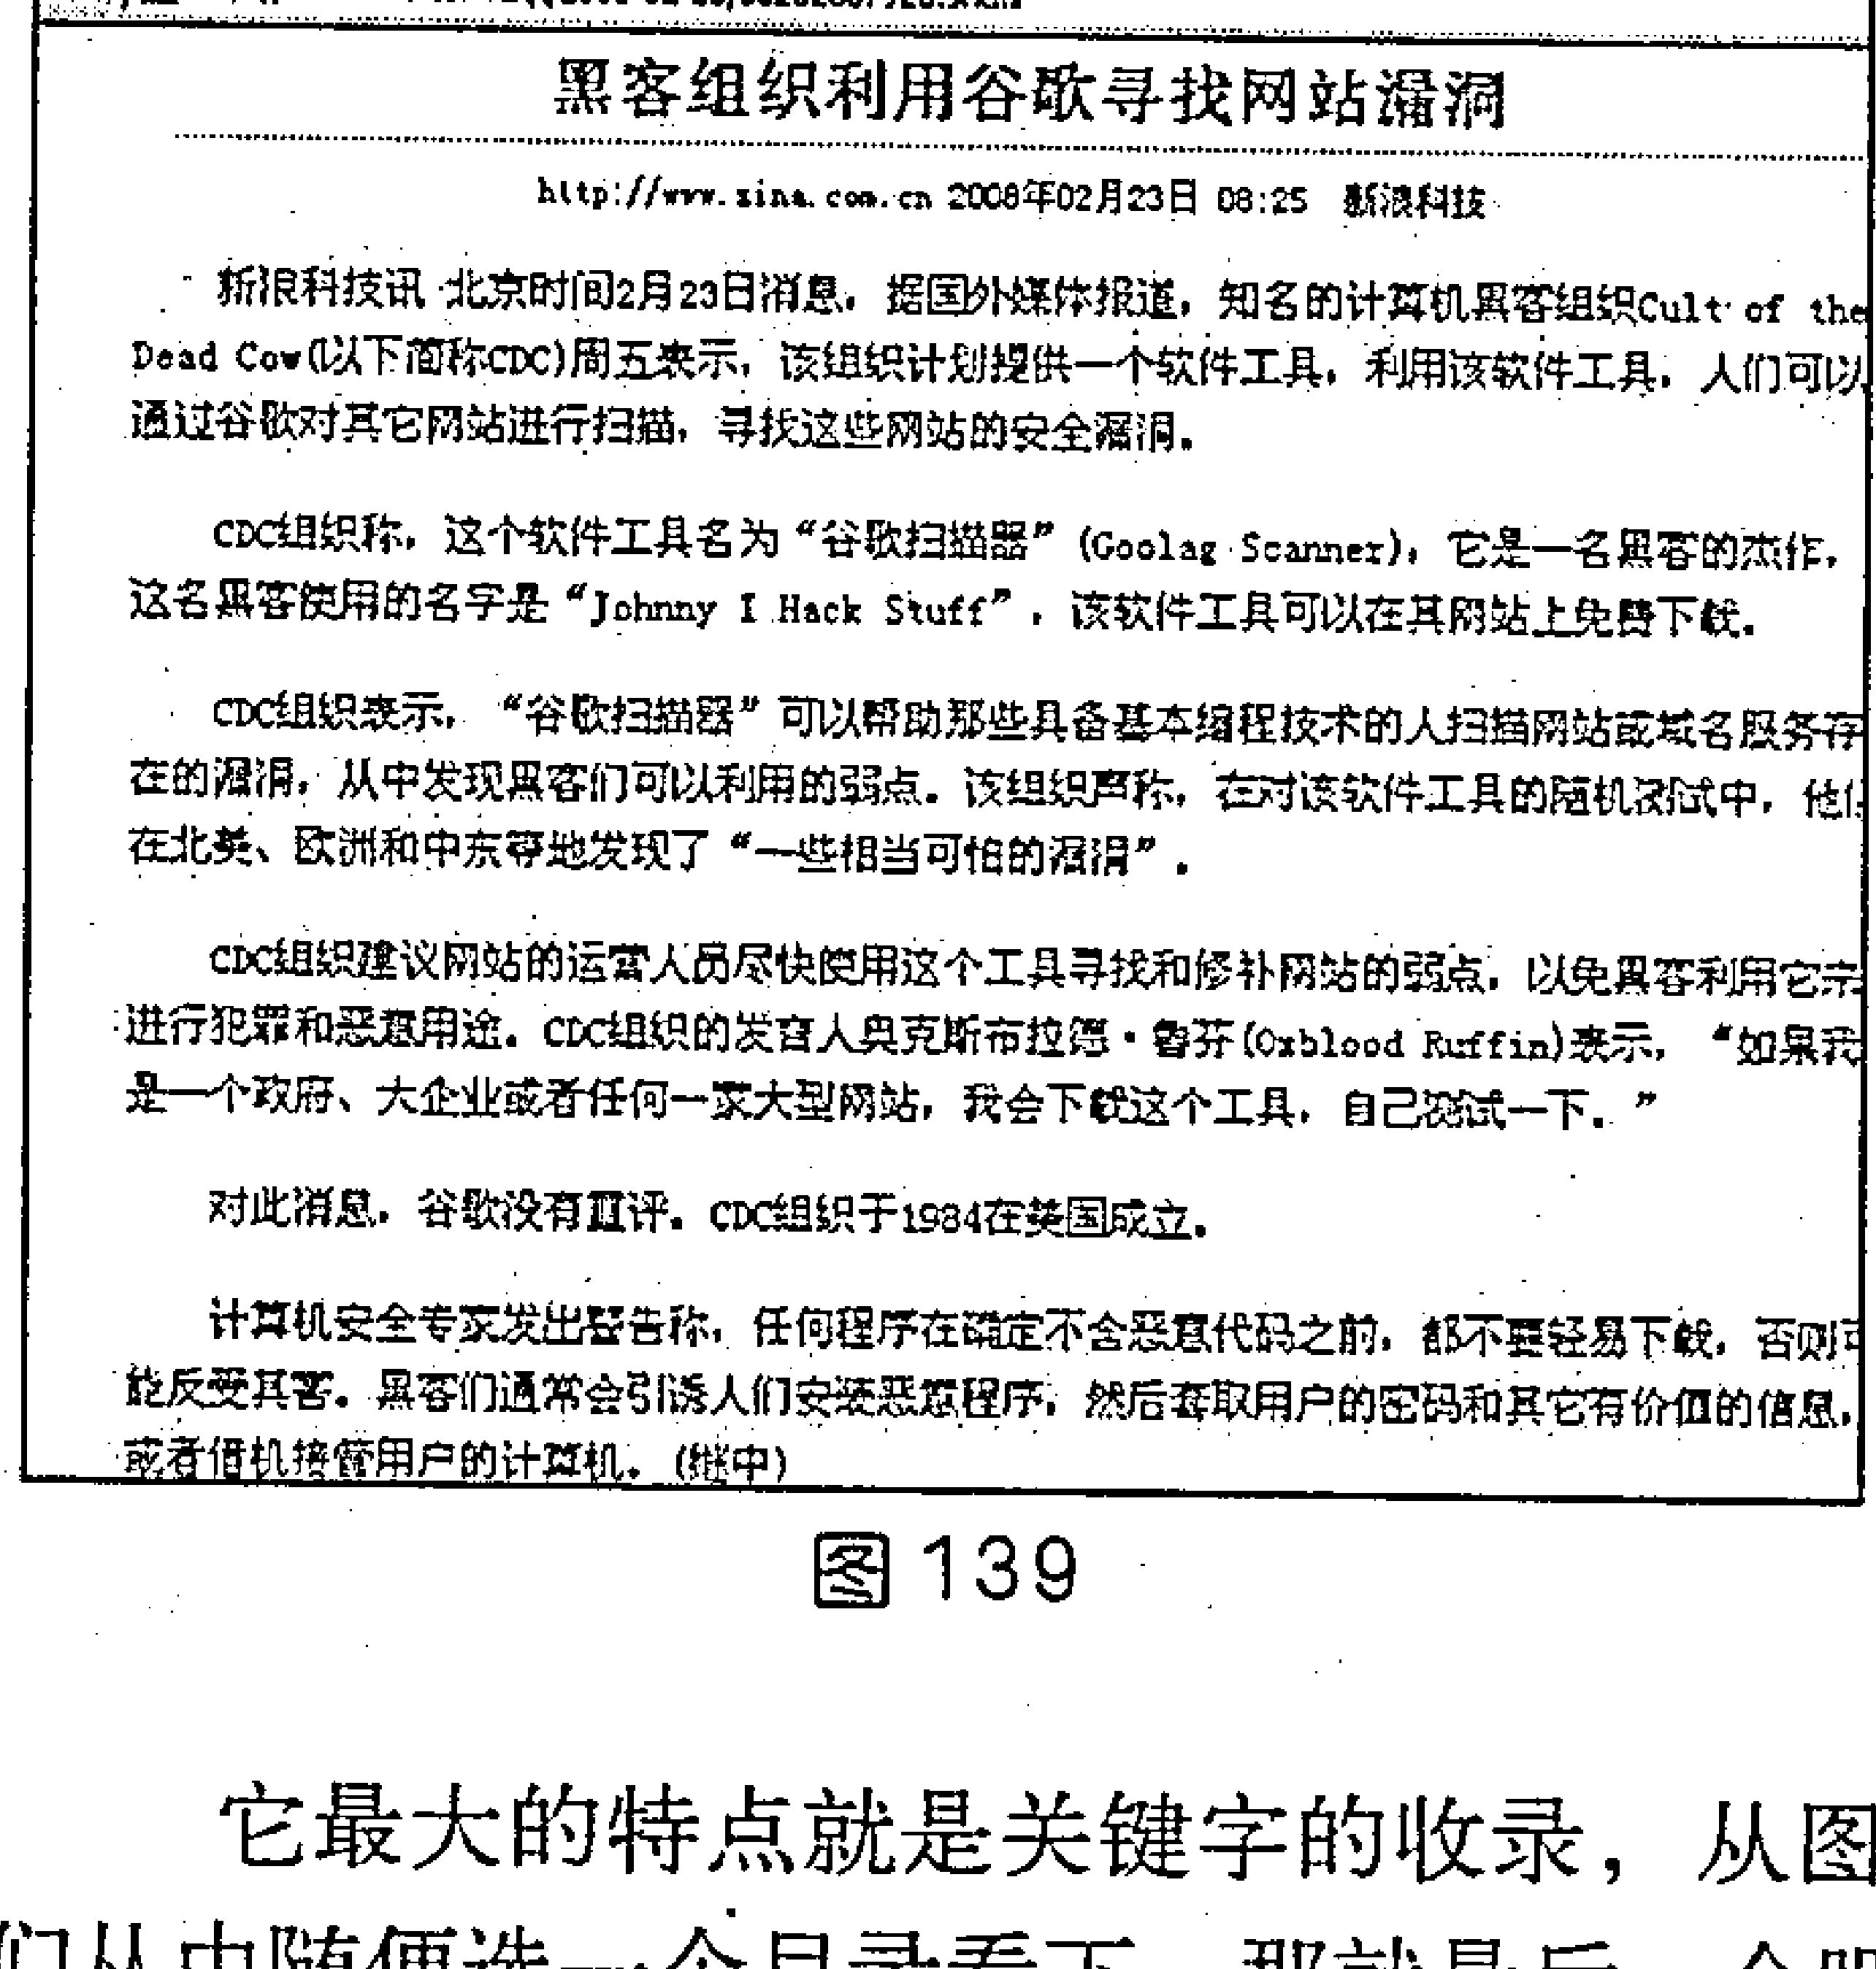 黑客组织利用谷歌寻找网站漏洞
http://www.sina.com.cn 2008年02月23日 08:25 新浪科技
新浪科技讯 北京时间2月23日消息，据国外媒体报道，知名的计算机黑客组织Cult of the
Dead Cow(以下简称CDC)周五表示，该组织计划提供一个软件工具，利用该软件工具，人们可以
通过谷歌对其它网站进行扫描，寻找这些网站的安全漏洞。
CDC组织称，这个软件工具名为“谷歌扫描器”(Goolag Scanner)，它是一名黑客的杰作，
这名黑客使用的名字是“Johnny I Hack Stuff”，该软件工具可以在其网站上免费下载。
CDC组织表示，“谷歌扫描器”可以帮助那些具备基本编程技术的人扫描网站或域名服务存
在的漏洞，从中发现黑客们可以利用的弱点。该组织声称，在对该软件工具的随机测试中，他们
在北美、欧洲和中东等地发现了“一些相当可怕的漏洞”。
CDC组织建议网站的运营人员尽快使用这个工具寻找和修补网站的弱点，以免黑客利用它来
进行犯罪和恶意用途。CDC组织的发言人奥克斯布拉德·鲁芬(Oxblood Ruffin)表示，“如果我
是一个政府、大企业或者任何一家大型网站，我会下载这个工具，自己测试一下。”
对此消息，谷歌没有置评。CDC组织于1984在美国成立。
计算机安全专家发出警告称，任何程序在确定不含恶意代码之前，都不要轻易下载，否则可
能反受其害。黑客们通常会引诱人们安装恶意程序，然后套取用户的密码和其它有价值的信息，
或者借机接管用户的计算机。(继中)
图 139
它最大的特点就是关键字的收录，从图
们从中随便选一个目录看下，那就是后